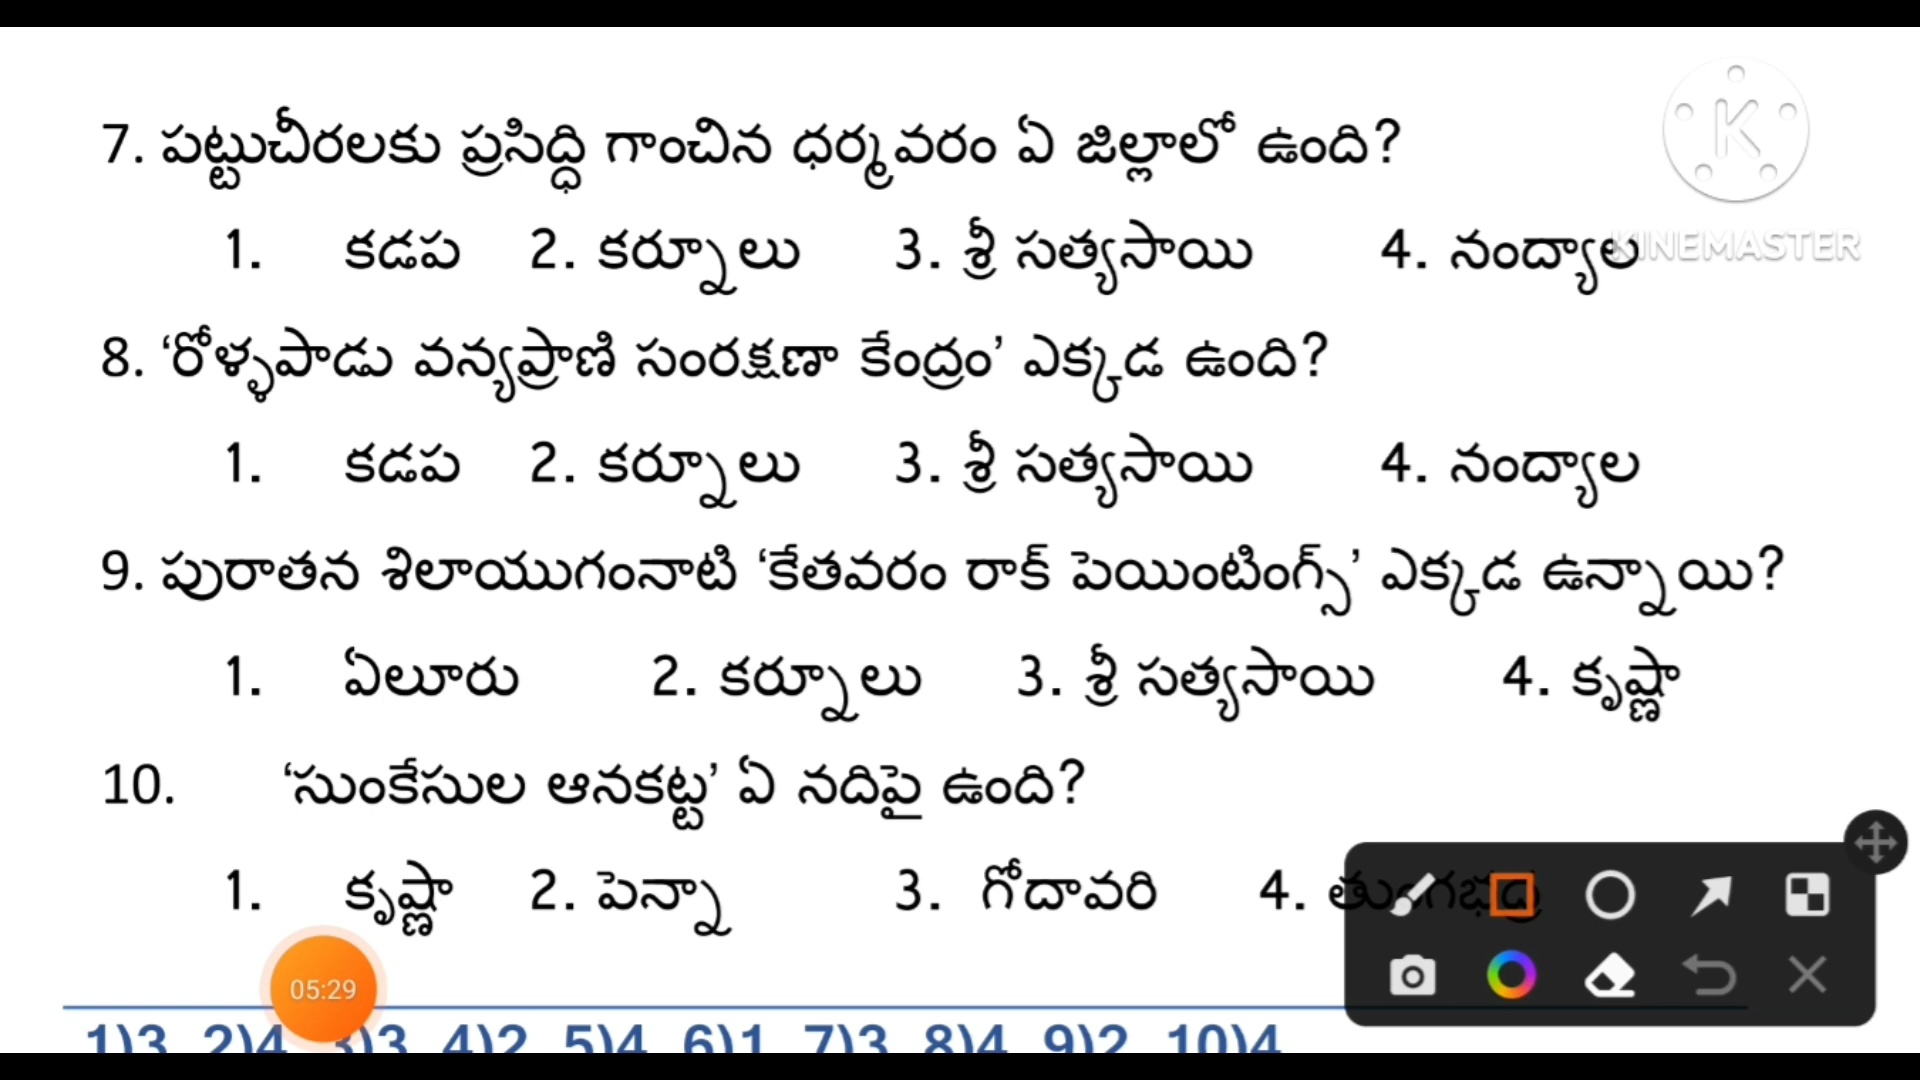 7. పట్టుచీరలకు ప్రసిద్ధి గాంచిన ధర్మవరం ఏ జిల్లాలో ఉంది?
1. కడప 2. కర్నూలు 3. శ్రీ సత్యసాయి 4. నంద్యాల
KINEMASTER
8. ‘రోళ్ళపాడు వన్యప్రాణి సంరక్షణా కేంద్రం’ ఎక్కడ ఉంది?
1. కడప 2. కర్నూలు 3. శ్రీ సత్యసాయి 4. నంద్యాల
9. పురాతన శిలాయుగంనాటి ‘కేతవరం రాక్ పెయింటింగ్స్’ ఎక్కడ ఉన్నాయి?
1. ఏలూరు 2. కర్నూలు 3. శ్రీ సత్యసాయి 4. కృష్ణా
10. ‘సుంకేసుల ఆనకట్ట’ ఏ నదిపై ఉంది?
1. కృష్ణా 2. పెన్నా 3. గోదావరి 4. తుంగభద్ర
05:29
1)3 2)4 3)3 4)2 5)4 6)1 7)3 8)4 9)2 10)4